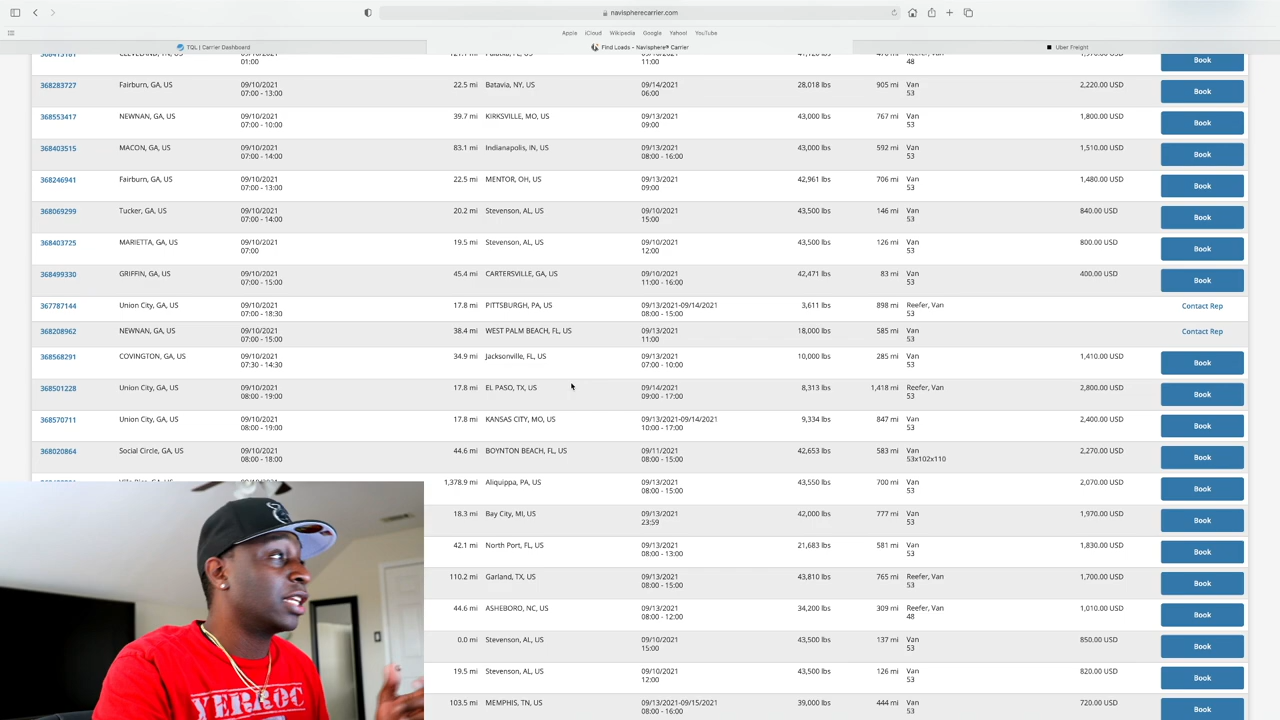 navispherecarrier.com
Apple iCloud Wikipedia Google Yahoo! YouTube
TQL | Carrier Dashboard Find Loads - Navisphere® Carrier Uber Freight
01:00 11:00 48 Book
368283727 Fairburn, GA, US 09/10/2021 22.5 mi Batavia, NY, US 09/14/2021 28,018 lbs 905 mi Van 2,220.00 USD Book
07:00 - 13:00 06:00 53
368553417 NEWNAN, GA, US 09/10/2021 39.7 mi KIRKSVILLE, MO, US 09/13/2021 43,000 lbs 767 mi Van 1,800.00 USD Book
07:00 - 10:00 09:00 53
368403515 MACON, GA, US 09/10/2021 83.1 mi Indianapolis, IN, US 09/13/2021 43,000 lbs 592 mi Van 1,510.00 USD Book
07:00 - 14:00 08:00 - 16:00 53
368246941 Fairburn, GA, US 09/10/2021 22.5 mi MENTOR, OH, US 09/13/2021 42,961 lbs 706 mi Van 1,480.00 USD Book
07:00 - 13:00 09:00 53
368069299 Tucker, GA, US 09/10/2021 20.2 mi Stevenson, AL, US 09/10/2021 43,500 lbs 146 mi Van 840.00 USD Book
07:00 - 14:00 15:00 53
368403725 MARIETTA, GA, US 09/10/2021 19.5 mi Stevenson, AL, US 09/10/2021 43,500 lbs 126 mi Van 800.00 USD Book
07:00 12:00 53
368499330 GRIFFIN, GA, US 09/10/2021 45.4 mi CARTERSVILLE, GA, US 09/10/2021 42,471 lbs 83 mi Van 400.00 USD Book
07:00 - 15:00 11:00 - 16:00 53
367787144 Union City, GA, US 09/10/2021 17.8 mi PITTSBURGH, PA, US 09/13/2021-09/14/2021 3,611 lbs 898 mi Reefer, Van Contact Rep
07:00 - 18:30 08:00 - 15:00 53
368208962 NEWNAN, GA, US 09/10/2021 38.4 mi WEST PALM BEACH, FL, US 09/13/2021 18,000 lbs 585 mi Van Contact Rep
07:00 - 15:00 11:00 53
368568291 COVINGTON, GA, US 09/10/2021 34.9 mi Jacksonville, FL, US 09/13/2021 10,000 lbs 285 mi Van 1,410.00 USD Book
07:30 - 14:30 07:00 - 10:00 53
368501228 Union City, GA, US 09/10/2021 17.8 mi EL PASO, TX, US 09/14/2021 8,313 lbs 1,418 mi Reefer, Van 2,800.00 USD Book
08:00 - 19:00 09:00 - 17:00 53
368570711 Union City, GA, US 09/10/2021 17.8 mi KANSAS CITY, MO, US 09/13/2021-09/14/2021 9,334 lbs 847 mi Van 2,400.00 USD Book
08:00 - 19:00 10:00 - 17:00 53
368020864 Social Circle, GA, US 09/10/2021 44.6 mi BOYNTON BEACH, FL, US 09/11/2021 42,653 lbs 583 mi Van 2,270.00 USD Book
08:00 - 18:00 08:00 - 15:00 53x102x110
1,378.9 mi Aliquippa, PA, US 09/13/2021 43,550 lbs 700 mi Van 2,070.00 USD Book
08:00 - 15:00 53
18.3 mi Bay City, MI, US 09/13/2021 42,000 lbs 777 mi Van 1,970.00 USD Book
23:59 53
42.1 mi North Port, FL, US 09/13/2021 21,683 lbs 581 mi Van 1,830.00 USD Book
08:00 - 13:00 53
110.2 mi Garland, TX, US 09/13/2021 43,810 lbs 765 mi Reefer, Van 1,700.00 USD Book
08:00 - 15:00 53
44.6 mi ASHEBORO, NC, US 09/13/2021 34,200 lbs 309 mi Reefer, Van 1,010.00 USD Book
08:00 - 12:00 48
0.0 mi Stevenson, AL, US 09/10/2021 43,500 lbs 137 mi Van 850.00 USD Book
15:00 53
19.5 mi Stevenson, AL, US 09/10/2021 43,500 lbs 126 mi Van 820.00 USD Book
12:00 53
103.5 mi MEMPHIS, TN, US 09/13/2021-09/15/2021 39,000 lbs 444 mi Van 720.00 USD Book
08:00 - 16:00 53
YERROC